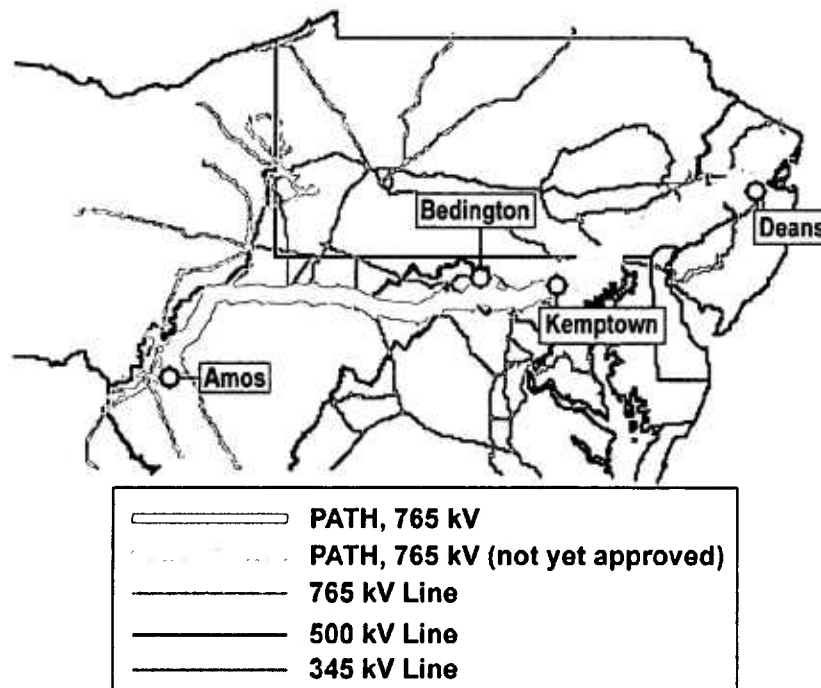 Bedington
Deans
Kemptown
Amos
PATH, 765 kV
PATH, 765 kV (not yet approved)
765 kV Line
500 kV Line
345 kV Line